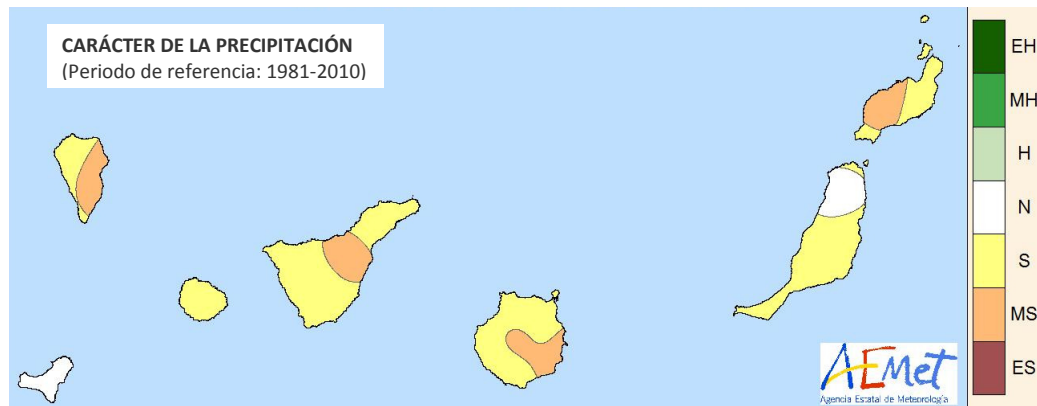 CARÁCTER DE LA PRECIPITACIÓN
(Periodo de referencia: 1981-2010)
EH
MH
H
N
S
MS
ES
AEMet
Agencia Estatal de Meteorología